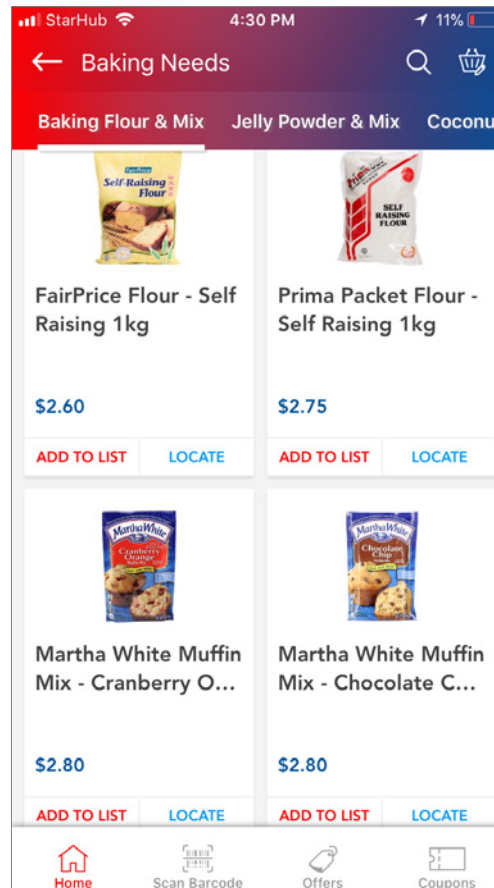 StarHub 4:30 PM 11%
Baking Needs
Baking Flour & Mix Jelly Powder & Mix Coconu
FairPrice
Self-Raising
Flour
Prima Flour
SELF
RAISING
FLOUR
FairPrice Flour - Self
Raising 1kg
Prima Packet Flour -
Self Raising 1kg
$2.60 $2.75
ADD TO LIST LOCATE ADD TO LIST LOCATE
Martha White
Cranberry
Orange
Martha White
Chocolate
Chip
Martha White Muffin
Mix - Cranberry O...
Martha White Muffin
Mix - Chocolate C...
$2.80 $2.80
ADD TO LIST LOCATE ADD TO LIST LOCATE
Home Scan Barcode Offers Coupons